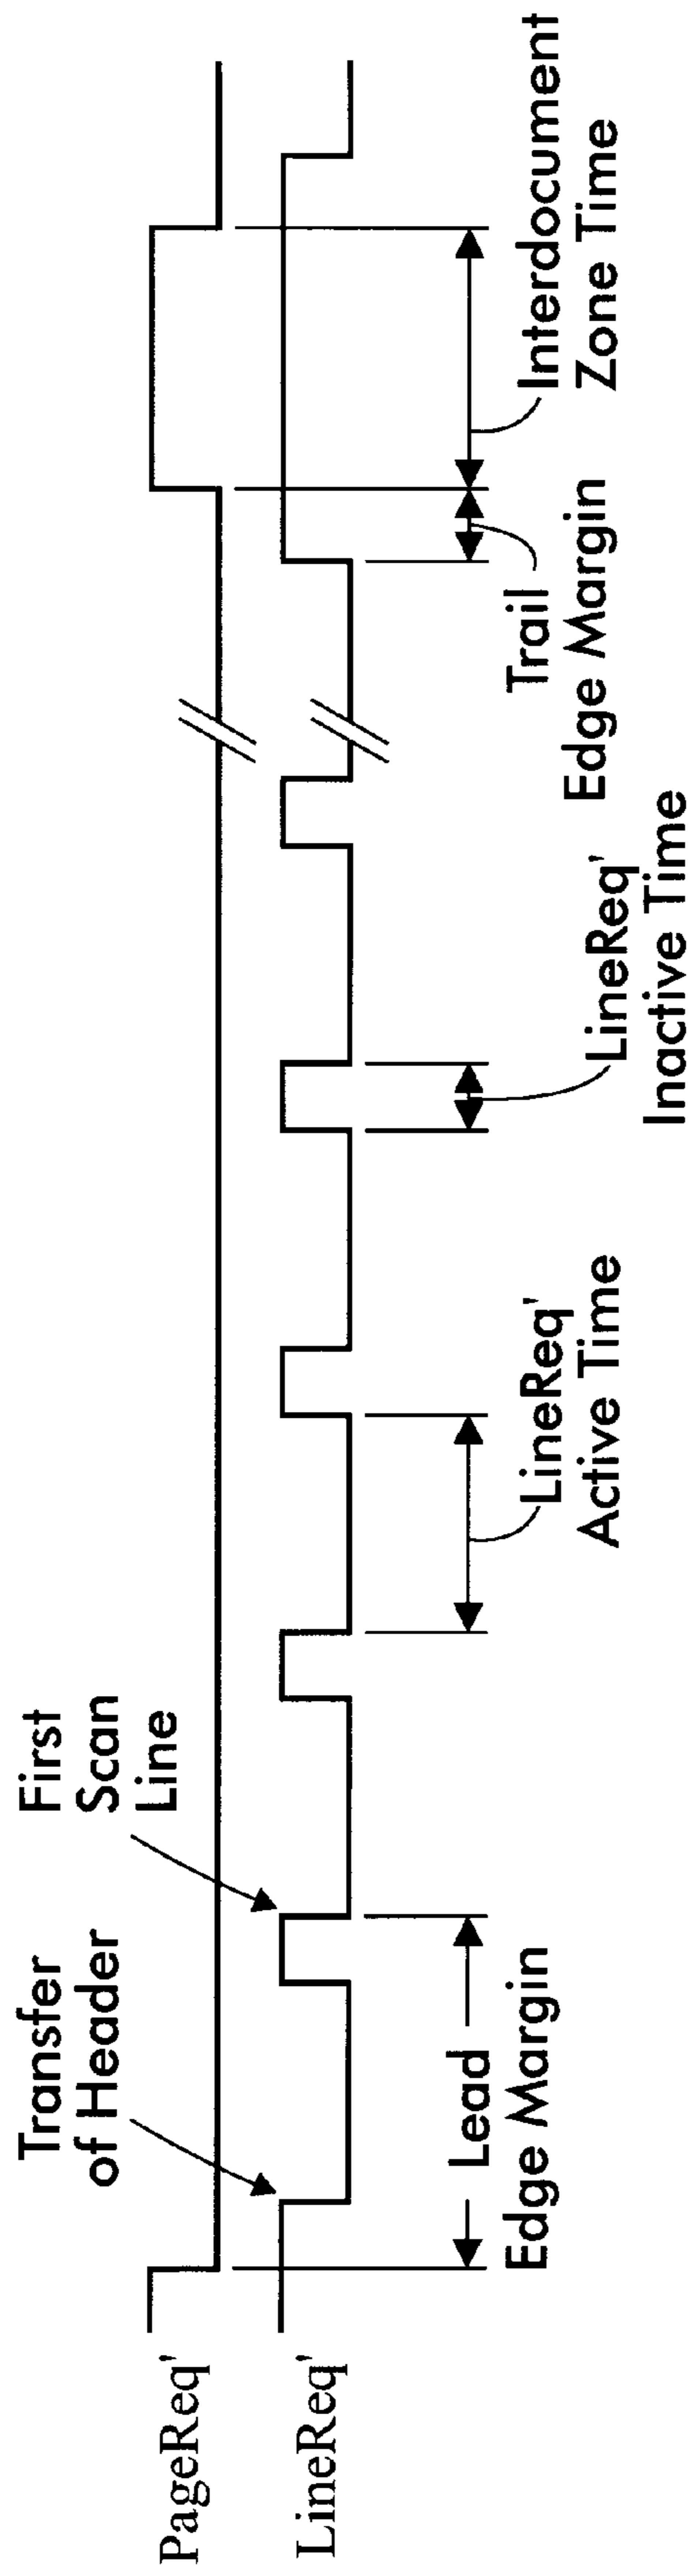 PageReq'
LineReq'
Transfer
of Header
First
Scan
Line
Lead
Edge Margin
LineReq'
Active Time
LineReq'
Inactive Time
Trail
Edge Margin
Interdocument
Zone Time